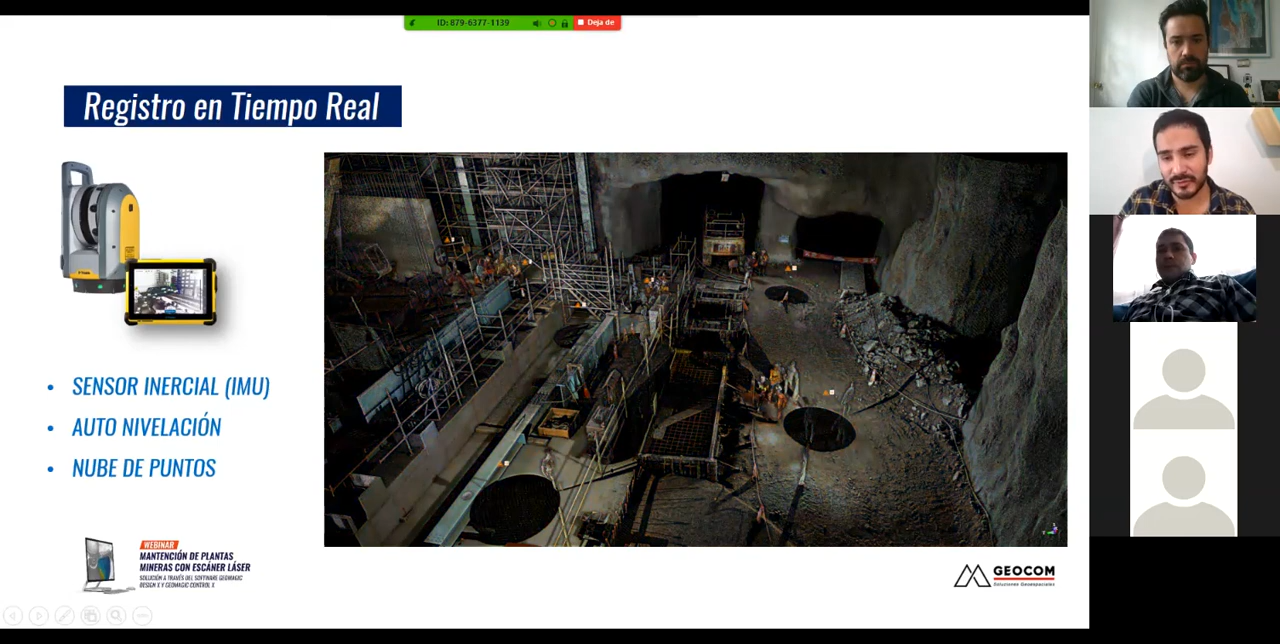 ID: 879-6377-1139
Deja de
Registro en Tiempo Real
• SENSOR INERCIAL (IMU)
• AUTO NIVELACIÓN
• NUBE DE PUNTOS
WEBINAR
MANTENCIÓN DE PLANTAS
MINERAS CON ESCÁNER LÁSER
SOLUCIÓN A TRAVÉS DEL SOFTWARE GEOMAGIC
DESIGN X Y GEOMAGIC CONTROL X
GEOCOM
Soluciones Geoespaciales